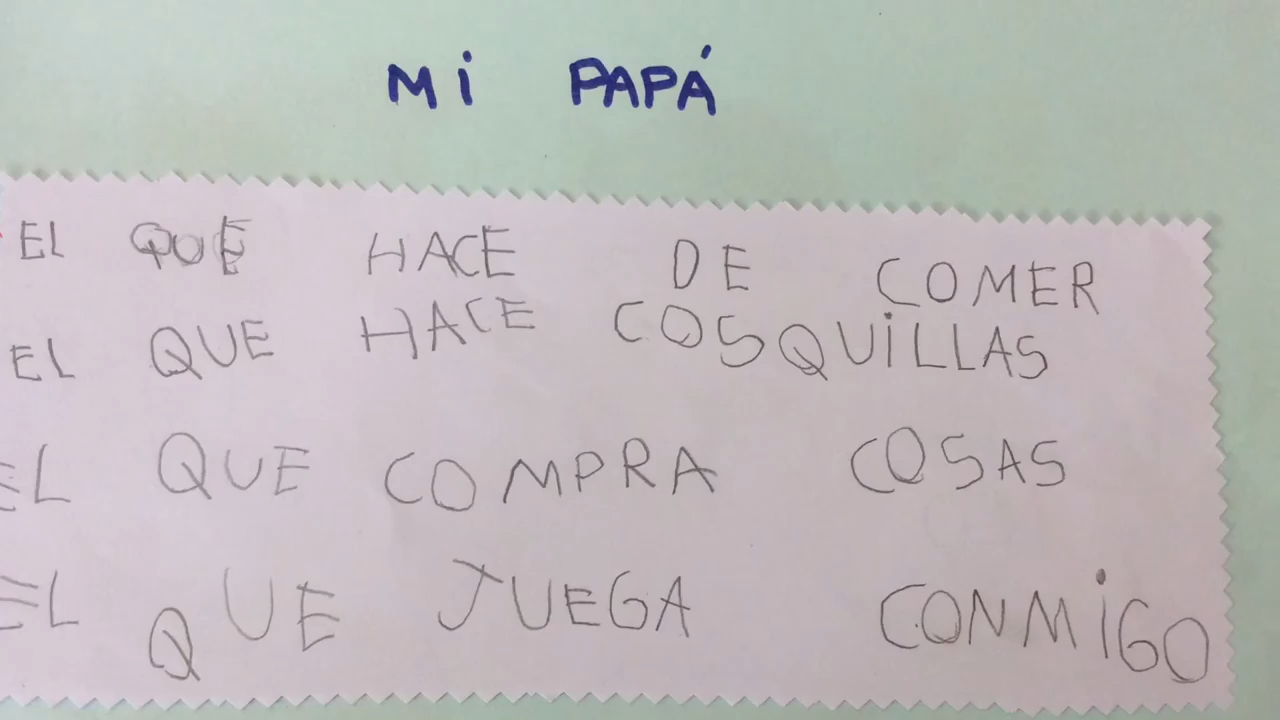 Mi PAPÁ
EL QUE HACE DE COMER
EL QUE HACE COSQUiLLAS
EL QUE COMPRA COSAS
EL QUE JUEGA CONMiGO